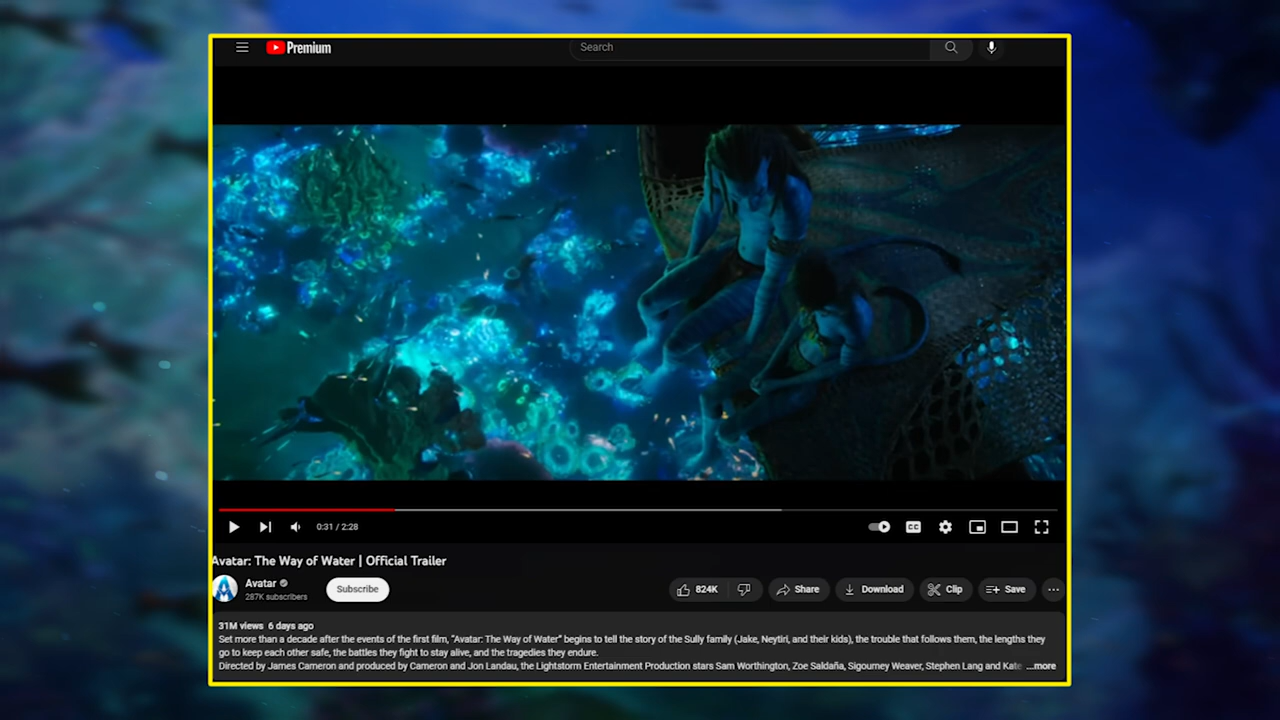 Premium
Search
0:31 / 2:28
CC
Avatar: The Way of Water | Official Trailer
Avatar
287K subscribers
Subscribe
824K
Share
Download
Clip
Save
31M views 6 days ago
Set more than a decade after the events of the first film, “Avatar: The Way of Water” begins to tell the story of the Sully family (Jake, Neytiri, and their kids), the trouble that follows them, the lengths they
go to keep each other safe, the battles they fight to stay alive, and the tragedies they endure.
Directed by James Cameron and produced by Cameron and Jon Landau, the Lightstorm Entertainment Production stars Sam Worthington, Zoe Saldaña, Sigourney Weaver, Stephen Lang and Kate ...more